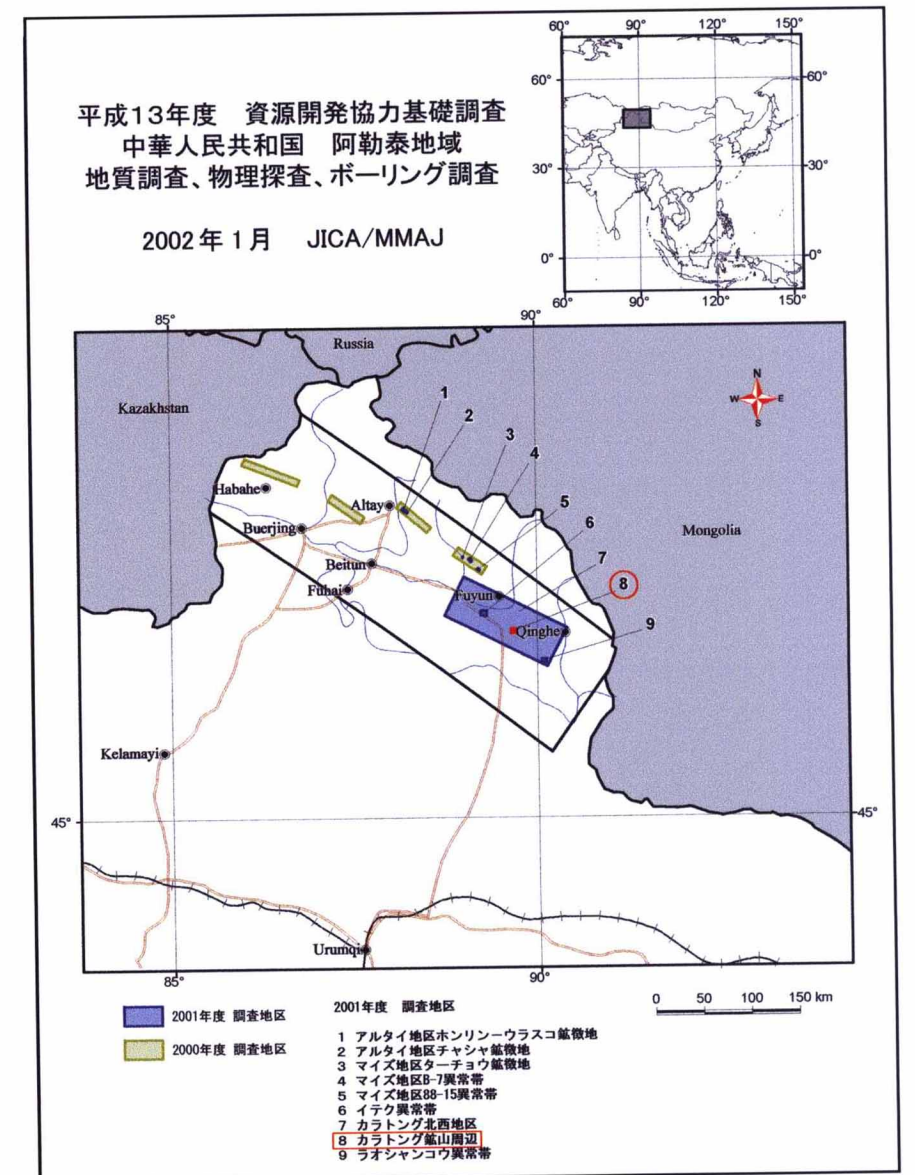 平成13年度　資源開発協力基礎調査
中華人民共和国　阿勒泰地域
地質調査、物理探査、ボーリング調査
2002年1月　JICA/MMAJ
60° 90° 120° 150°
60° 60°
30° 30°
0° 0°
60° 90° 120° 150°
85° 90°
Russia
Kazakhstan
N
W E
S
1
2
3
4
Habahe
Altay
5
6
Buerjing
Mongolia
7
Beitun
8
Fuhai
Fuyun
9
Qinghe
Kelamayi
45° 45°
Urumqi
85° 90°
2001年度 調査地区
2000年度 調査地区
0 50 100 150 km
2001年度　調査地区
1 アルタイ地区ホンリンーウラスコ鉱徴地
2 アルタイ地区チャシャ鉱徴地
3 マイズ地区ターチョウ鉱徴地
4 マイズ地区B-7異常帯
5 マイズ地区88-15異常帯
6 イテク異常帯
7 カラトング北西地区
8 カラトング鉱山周辺
9 ラオシャンコウ異常帯